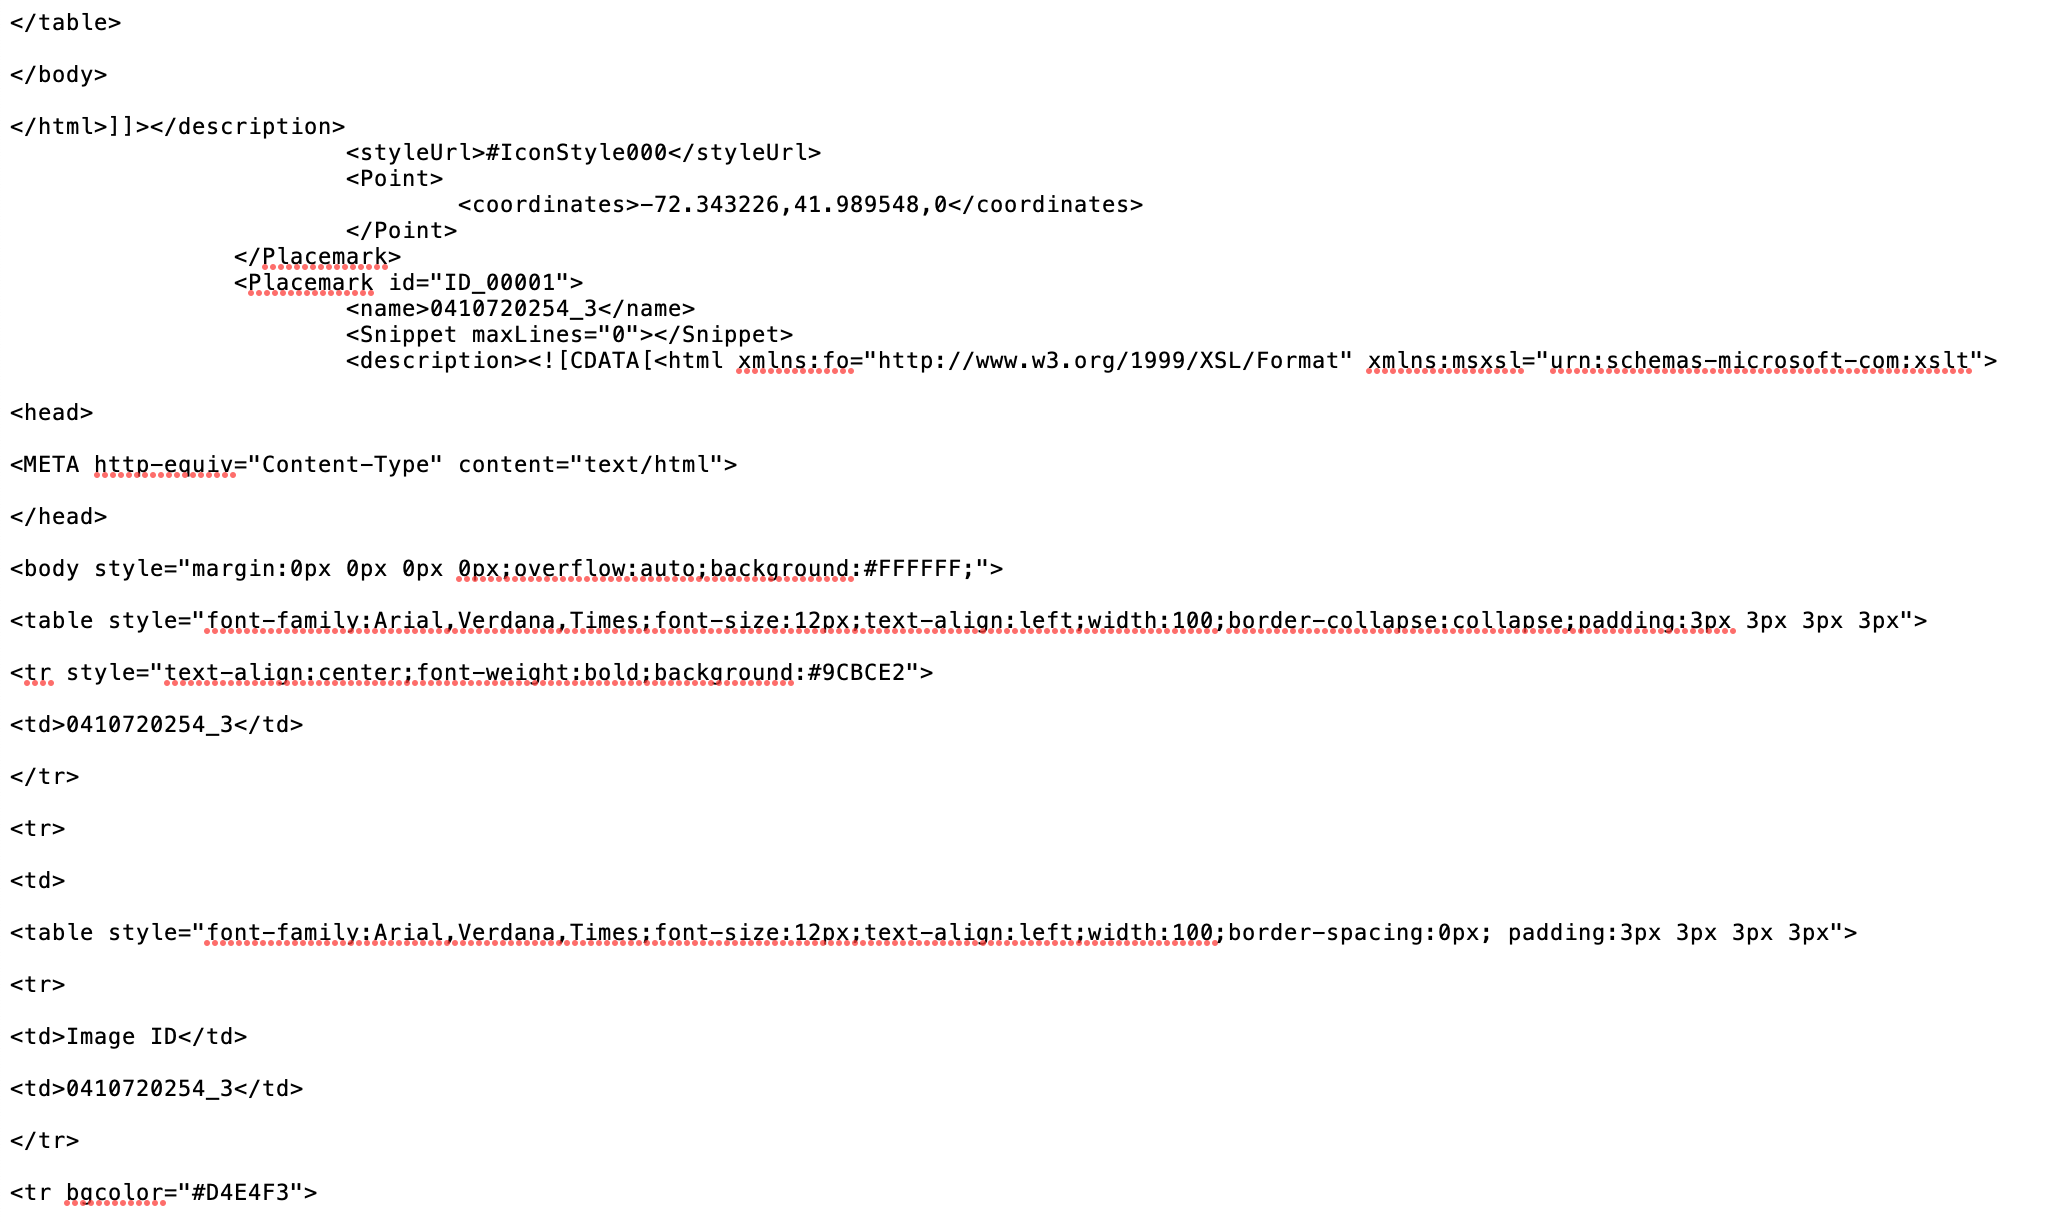 </table>
</body>
</html>]]></description>
<styleUrl>#IconStyle000</styleUrl>
<Point>
<coordinates>-72.343226,41.989548,0</coordinates>
</Point>
</Placemark>
<Placemark id="ID_00001">
<name>0410720254_3</name>
<Snippet maxLines="0"></Snippet>
<description><![CDATA[<html xmlns:fo="http://www.w3.org/1999/XSL/Format" xmlns:msxsl="urn:schemas-microsoft-com:xslt">
<head>
<META http-equiv="Content-Type" content="text/html">
</head>
<body style="margin:0px 0px 0px 0px;overflow:auto;background:#FFFFFF;">
<table style="font-family:Arial,Verdana,Times;font-size:12px;text-align:left;width:100;border-collapse:collapse;padding:3px 3px 3px 3px">
<tr style="text-align:center;font-weight:bold;background:#9CBCE2">
<td>0410720254_3</td>
</tr>
<tr>
<td>
<table style="font-family:Arial,Verdana,Times;font-size:12px;text-align:left;width:100;border-spacing:0px; padding:3px 3px 3px 3px">
<tr>
<td>Image ID</td>
<td>0410720254_3</td>
</tr>
<tr bgcolor="#D4E4F3">